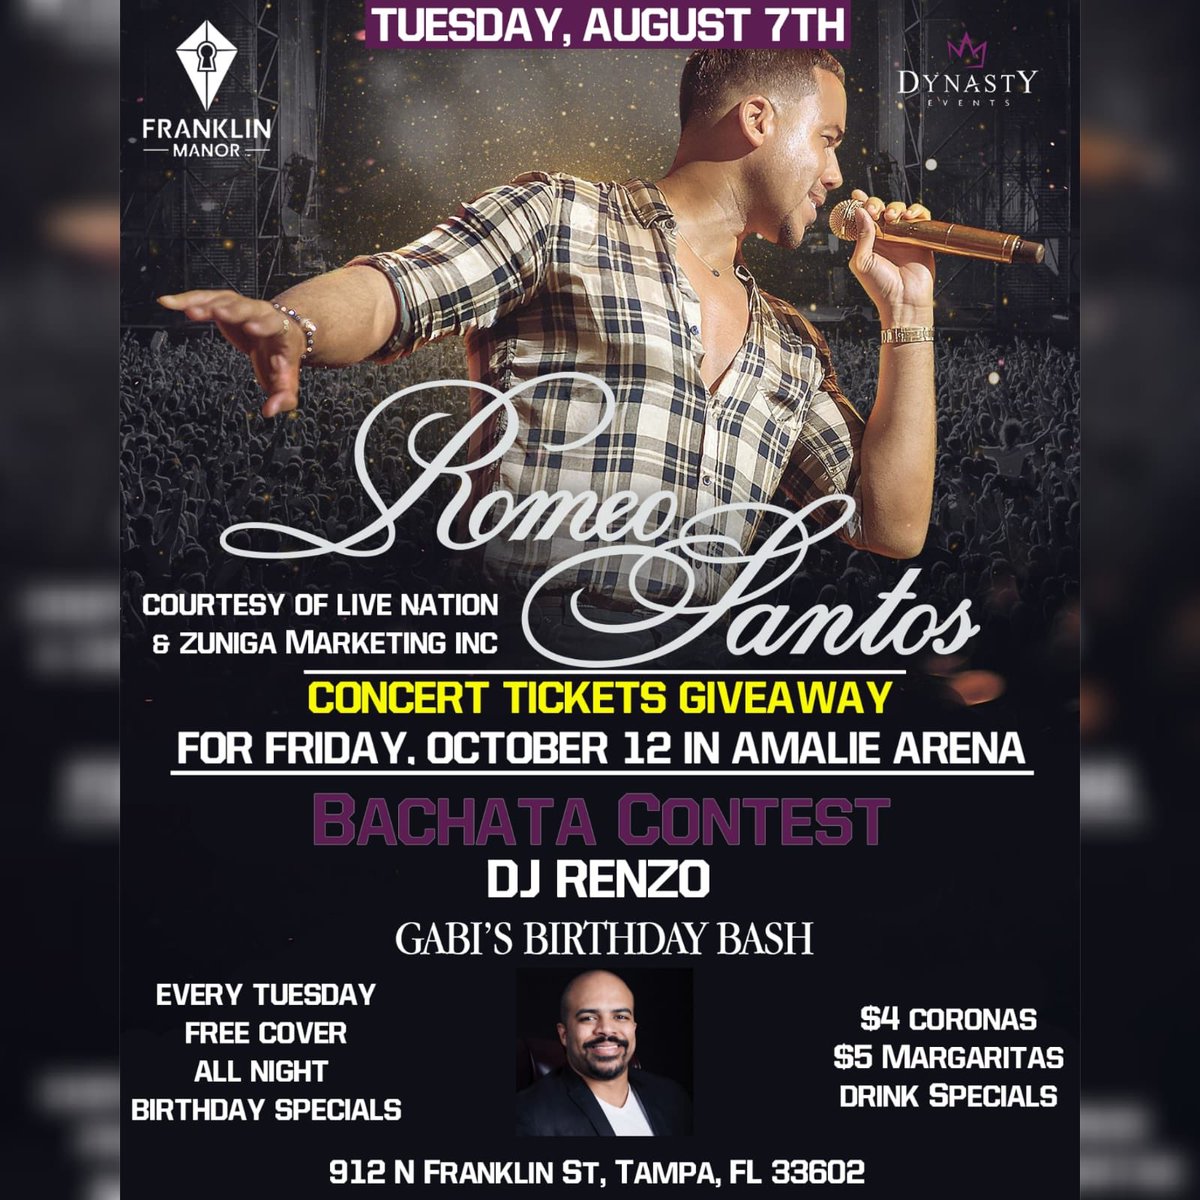 TUESDAY, AUGUST 7TH
FRANKLIN
MANOR
DYNASTY
EVENTS
Romeo
Santos
COURTESY OF LIVE NATION
& ZUNIGA MARKETING INC
CONCERT TICKETS GIVEAWAY
FOR FRIDAY, OCTOBER 12 IN AMALIE ARENA
BACHATA CONTEST
DJ RENZO
GABI'S BIRTHDAY BASH
EVERY TUESDAY
FREE COVER
ALL NIGHT
BIRTHDAY SPECIALS
$4 CORONAS
$5 MARGARITAS
DRINK SPECIALS
912 N FRANKLIN ST, TAMPA, FL 33602